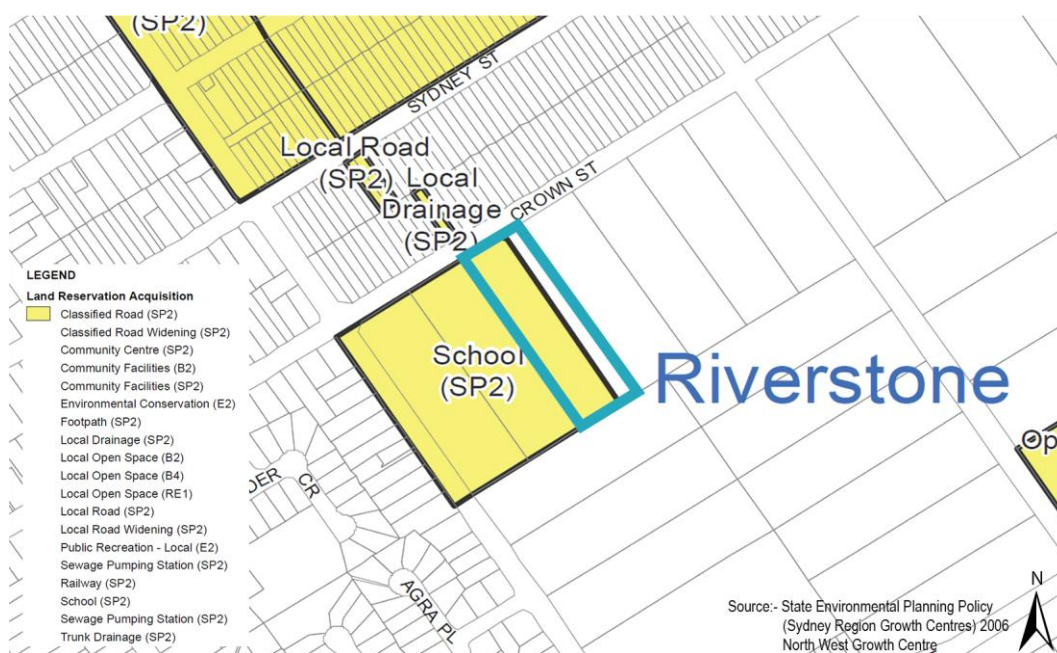 (SP2)
SYDNEY ST
Local Road
(SP2)
Local
Drainage
(SP2)
CROWN ST
LEGEND
Land Reservation Acquisition
Classified Road (SP2)
Classified Road Widening (SP2)
Community Centre (SP2)
Community Facilities (B2)
Community Facilities (SP2)
Environmental Conservation (E2)
Footpath (SP2)
Local Drainage (SP2)
Local Open Space (B2)
Local Open Space (B4)
Local Open Space (RE1)
Local Road (SP2)
Local Road Widening (SP2)
Public Recreation - Local (E2)
Sewage Pumping Station (SP2)
Railway (SP2)
School (SP2)
Sewage Pumping Station (SP2)
Trunk Drainage (SP2)
School
(SP2)
Riverstone
Op
DER
CR
AGRA PL
Source:- State Environmental Planning Policy
(Sydney Region Growth Centres) 2006
North West Growth Centre
N